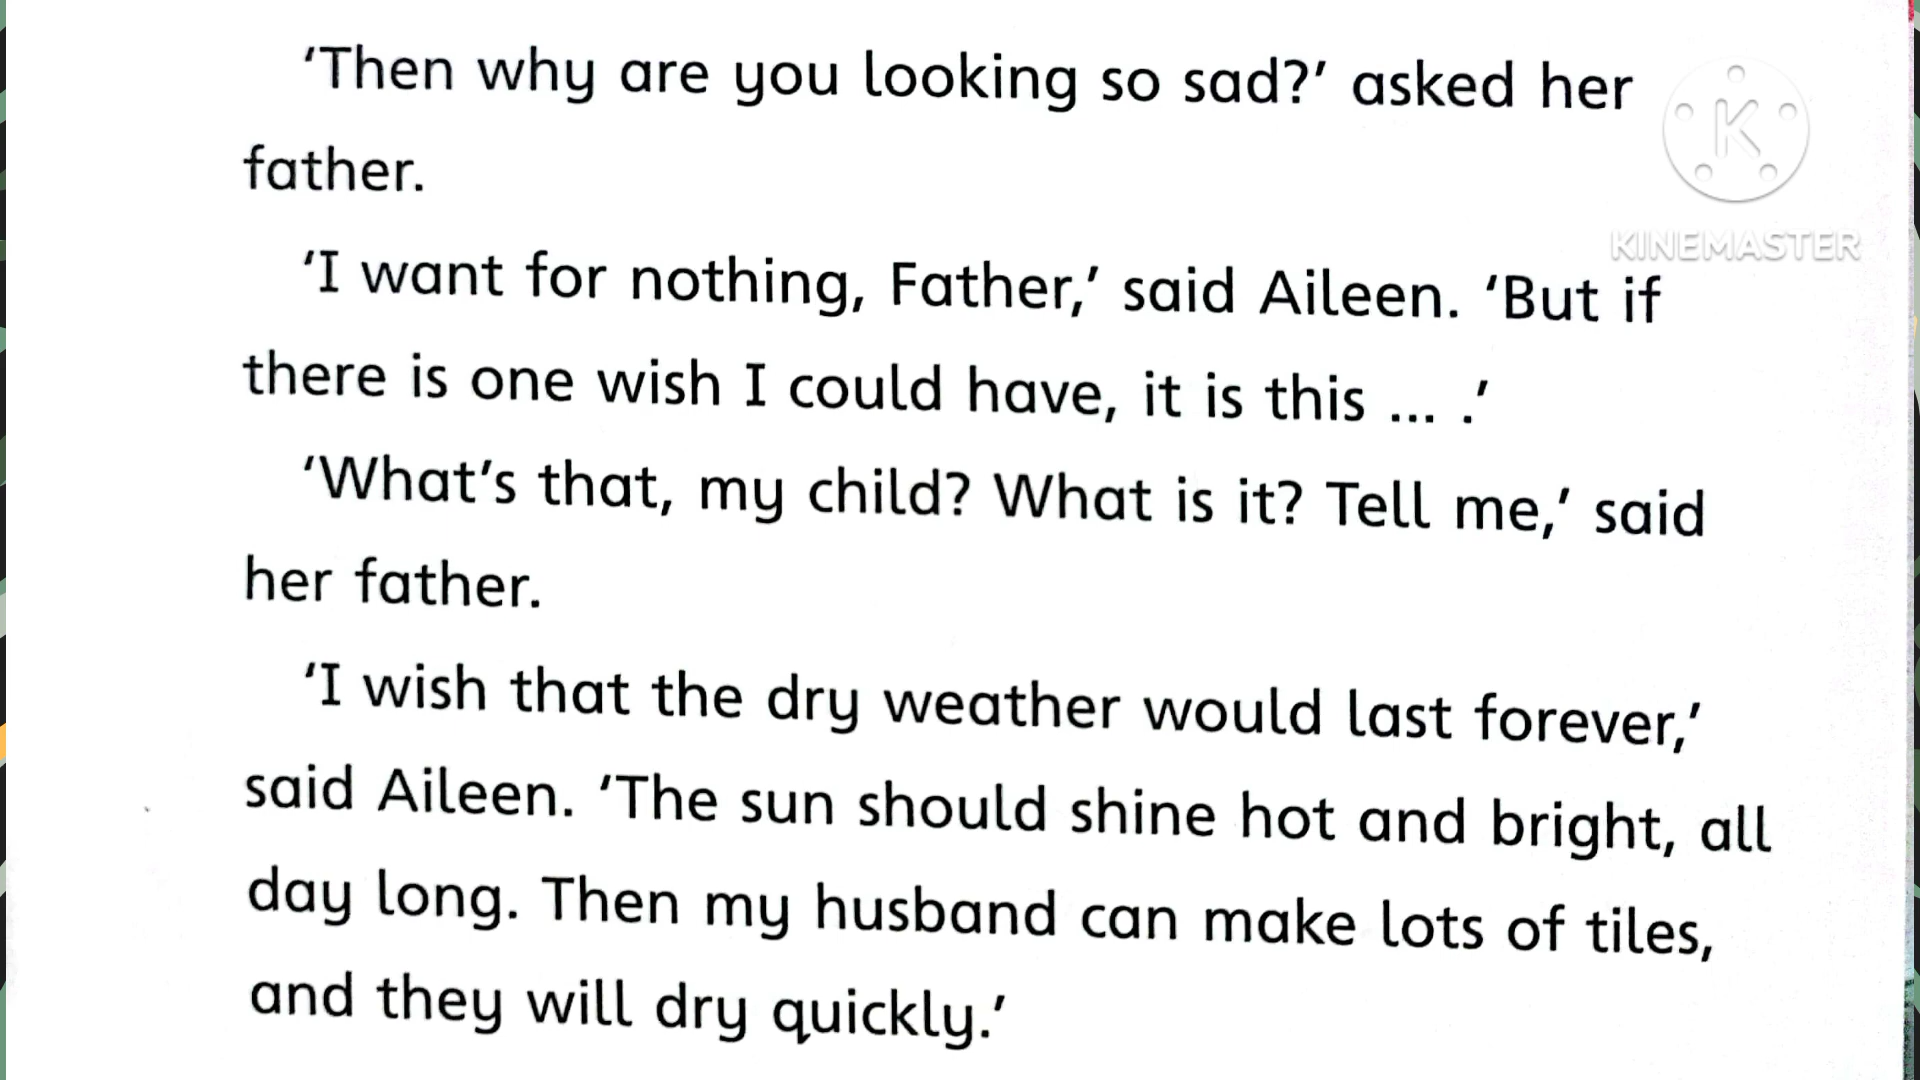 ‘Then why are you looking so sad?’ asked her
father.
‘I want for nothing, Father,’ said Aileen. ‘But if
there is one wish I could have, it is this ... .’
‘What’s that, my child? What is it? Tell me,’ said
her father.
‘I wish that the dry weather would last forever,’
said Aileen. ‘The sun should shine hot and bright, all
day long. Then my husband can make lots of tiles,
and they will dry quickly.’
K
KINEMASTER